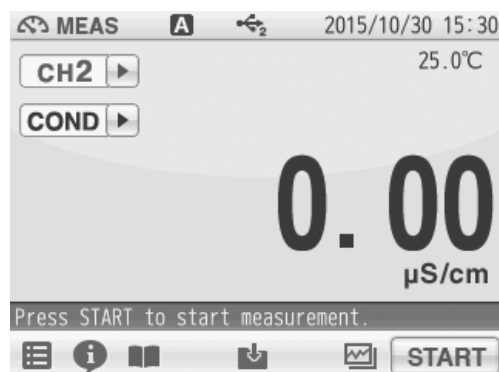 MEAS A 2 2015/10/30 15:30
CH2 25.0℃
COND
0.00
µS/cm
Press START to start measurement.
START